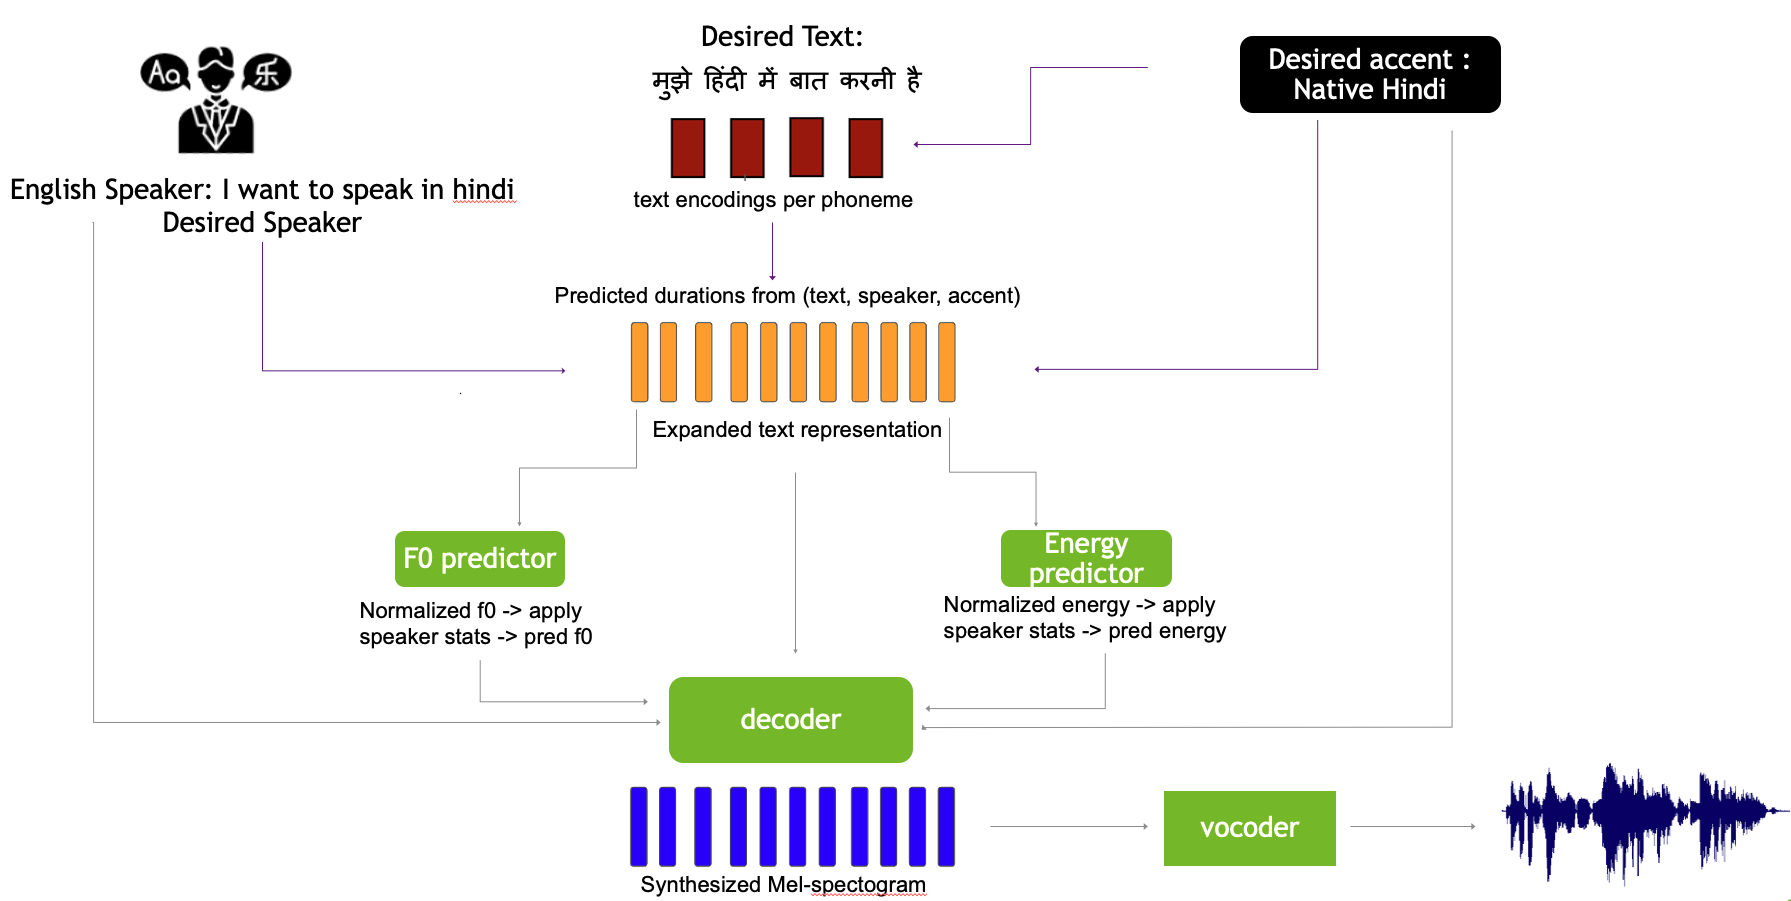 Aa 乐
English Speaker: I want to speak in hindi
Desired Speaker
Desired Text:
मुझे हिंदी में बात करनी है
text encodings per phoneme
Desired accent :
Native Hindi
Predicted durations from (text, speaker, accent)
Expanded text representation
F0 predictor
Normalized f0 -> apply
speaker stats -> pred f0
Energy
predictor
Normalized energy -> apply
speaker stats -> pred energy
decoder
Synthesized Mel-spectogram
vocoder